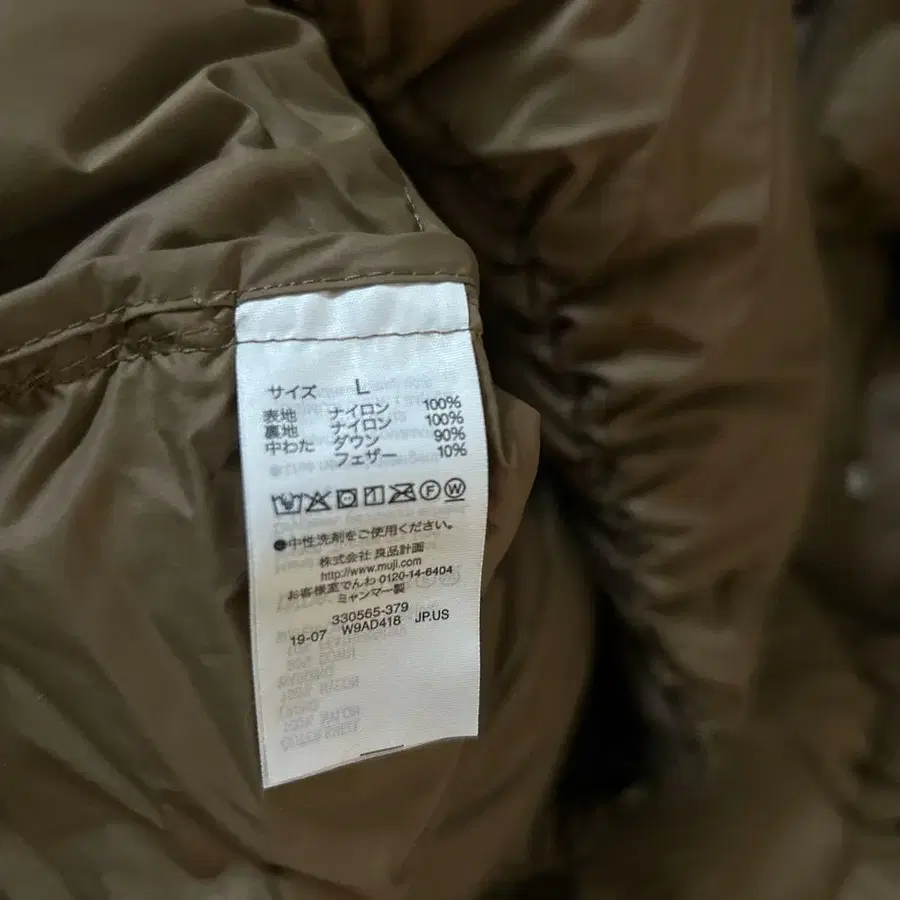 サイズ L
表地 ナイロン 100%
裏地 ナイロン 100%
中わた ダウン 90%
フェザー 10%
F W
●中性洗剤をご使用ください。
株式会社 良品計画
http://www.muji.com
お客様室でんわ 0120-14-6404
ミャンマー製
330565-379
19-07 W9AD418 JP.US